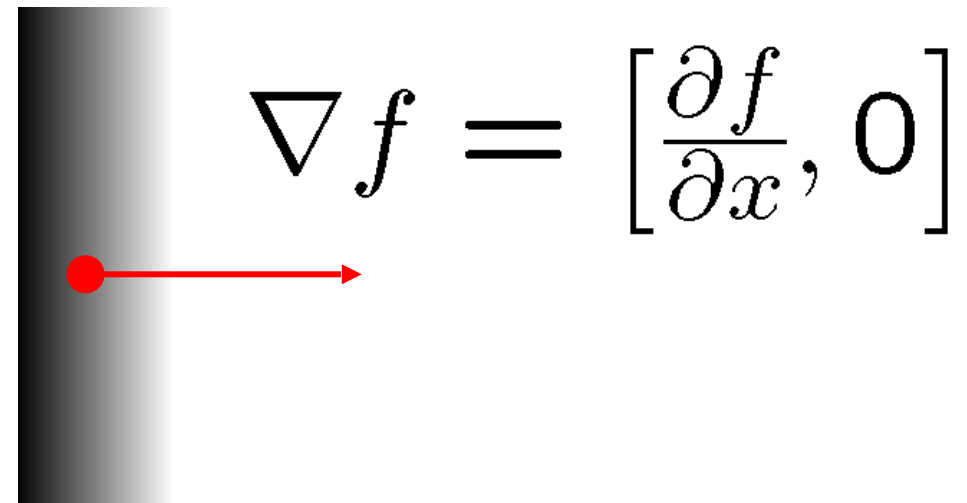 ∇f = [∂f/∂x, 0]